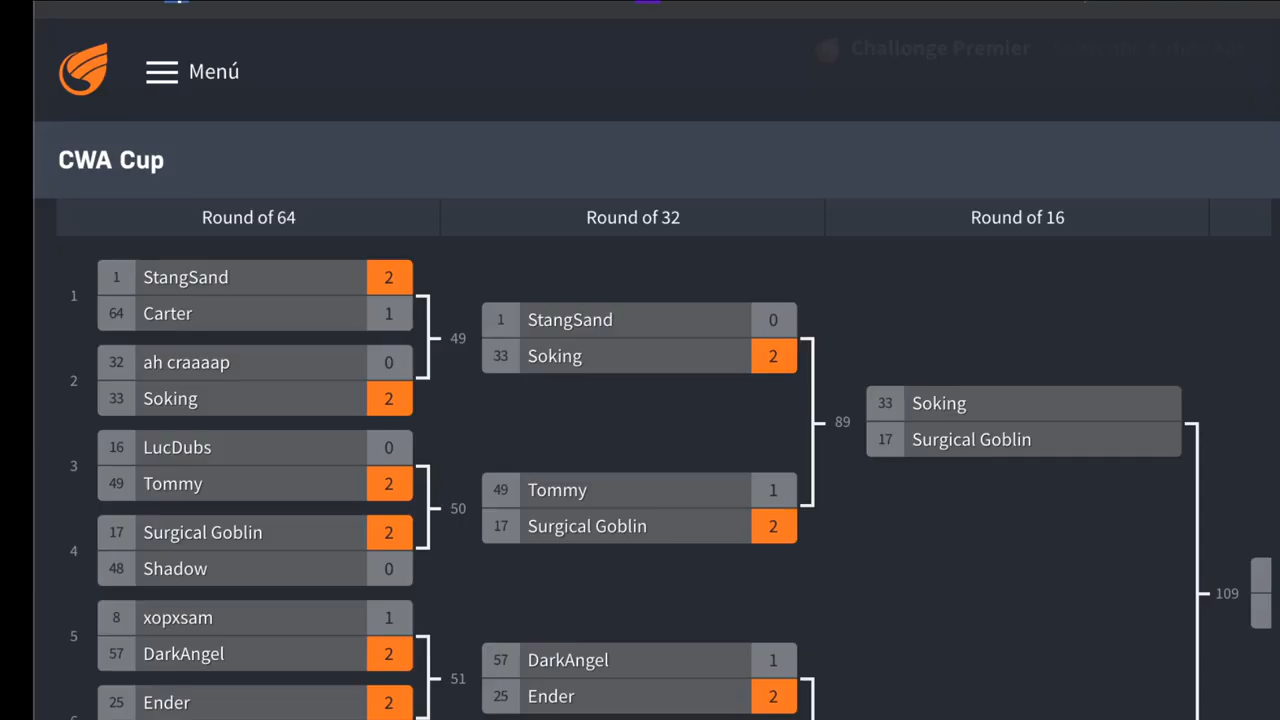 Challonge Premier
Menú
CWA Cup
Round of 64
Round of 32
Round of 16
1
1 StangSand 2
64 Carter 1
2
32 ah craaaap 0
33 Soking 2
3
16 LucDubs 0
49 Tommy 2
4
17 Surgical Goblin 2
48 Shadow 0
5
8 xopxsam 1
57 DarkAngel 2
25 Ender 2
49
1 StangSand 0
33 Soking 2
50
49 Tommy 1
17 Surgical Goblin 2
51
57 DarkAngel 1
25 Ender 2
89
33 Soking
17 Surgical Goblin
109